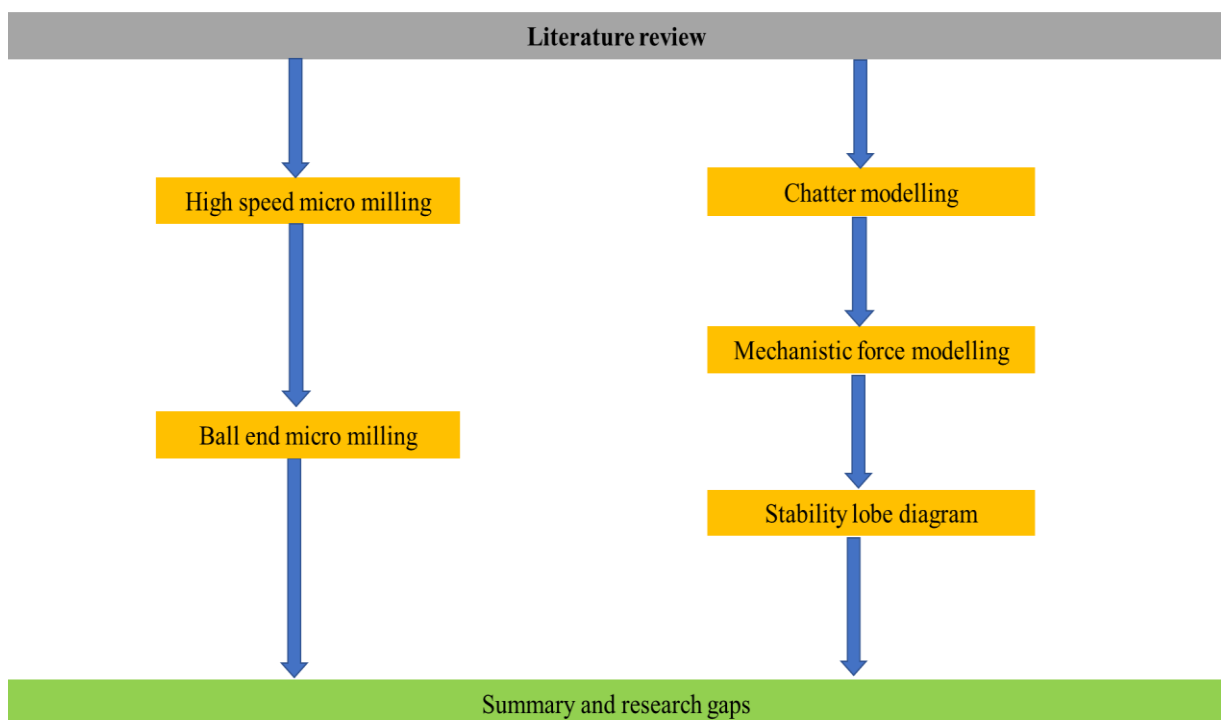 Literature review
High speed micro milling
Ball end micro milling
Chatter modelling
Mechanistic force modelling
Stability lobe diagram
Summary and research gaps